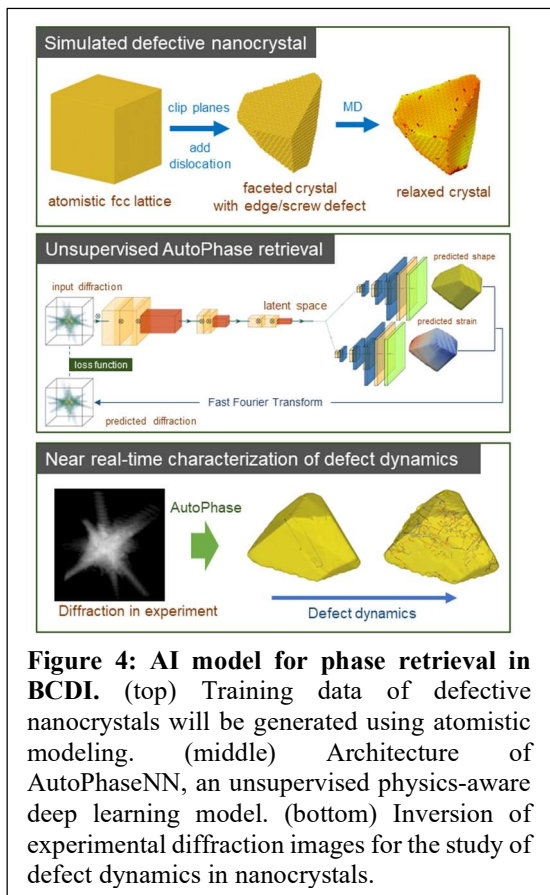 Simulated defective nanocrystal
clip planes
add
dislocation
MD
atomistic fcc lattice
faceted crystal
with edge/screw defect
relaxed crystal
Unsupervised AutoPhase retrieval
input diffraction
latent space
predicted shape
predicted strain
loss function
Fast Fourier Transform
predicted diffraction
Near real-time characterization of defect dynamics
AutoPhase
Diffraction in experiment
Defect dynamics
Figure 4: AI model for phase retrieval in
BCDI. (top) Training data of defective
nanocrystals will be generated using atomistic
modeling. (middle) Architecture of
AutoPhaseNN, an unsupervised physics-aware
deep learning model. (bottom) Inversion of
experimental diffraction images for the study of
defect dynamics in nanocrystals.